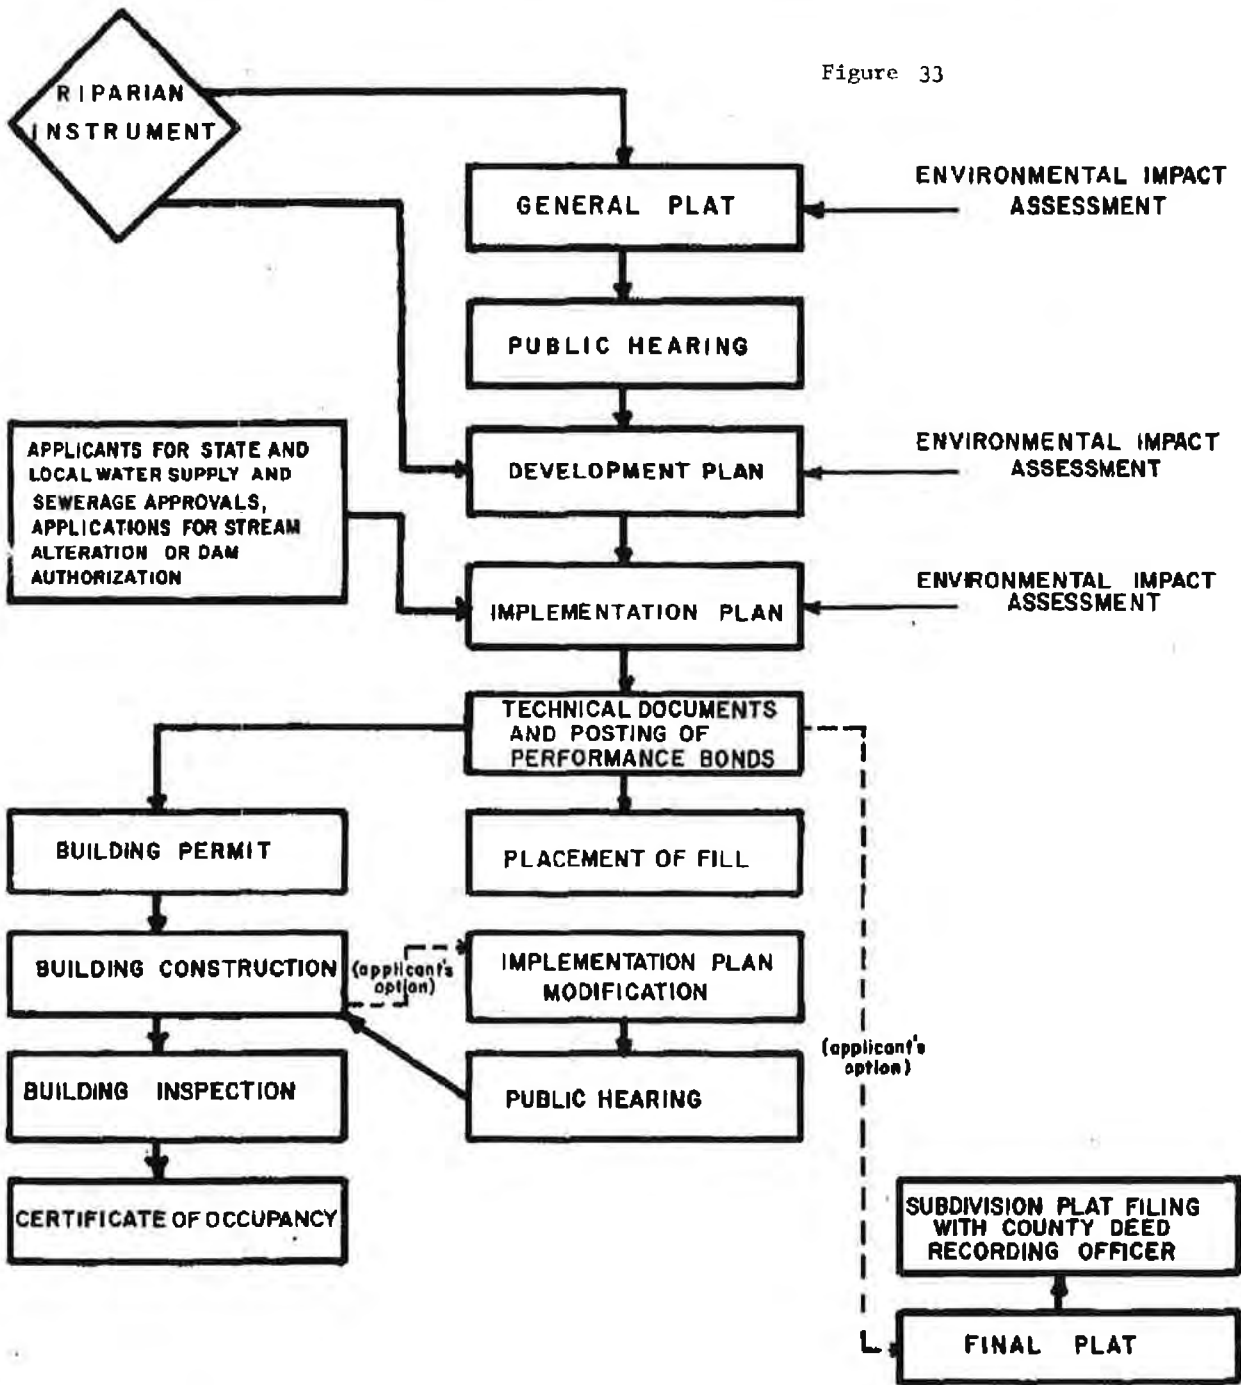 Figure 33
RIPARIAN
INSTRUMENT
GENERAL PLAT
ENVIRONMENTAL IMPACT
ASSESSMENT
PUBLIC HEARING
APPLICANTS FOR STATE AND
LOCAL WATER SUPPLY AND
SEWERAGE APPROVALS,
APPLICATIONS FOR STREAM
ALTERATION OR DAM
AUTHORIZATION
DEVELOPMENT PLAN
ENVIRONMENTAL IMPACT
ASSESSMENT
IMPLEMENTATION PLAN
ENVIRONMENTAL IMPACT
ASSESSMENT
TECHNICAL DOCUMENTS
AND POSTING OF
PERFORMANCE BONDS
BUILDING PERMIT
PLACEMENT OF FILL
BUILDING CONSTRUCTION
(applicant's
option)
IMPLEMENTATION PLAN
MODIFICATION
(applicant's
option)
BUILDING INSPECTION
PUBLIC HEARING
CERTIFICATE OF OCCUPANCY
SUBDIVISION PLAT FILING
WITH COUNTY DEED
RECORDING OFFICER
FINAL PLAT